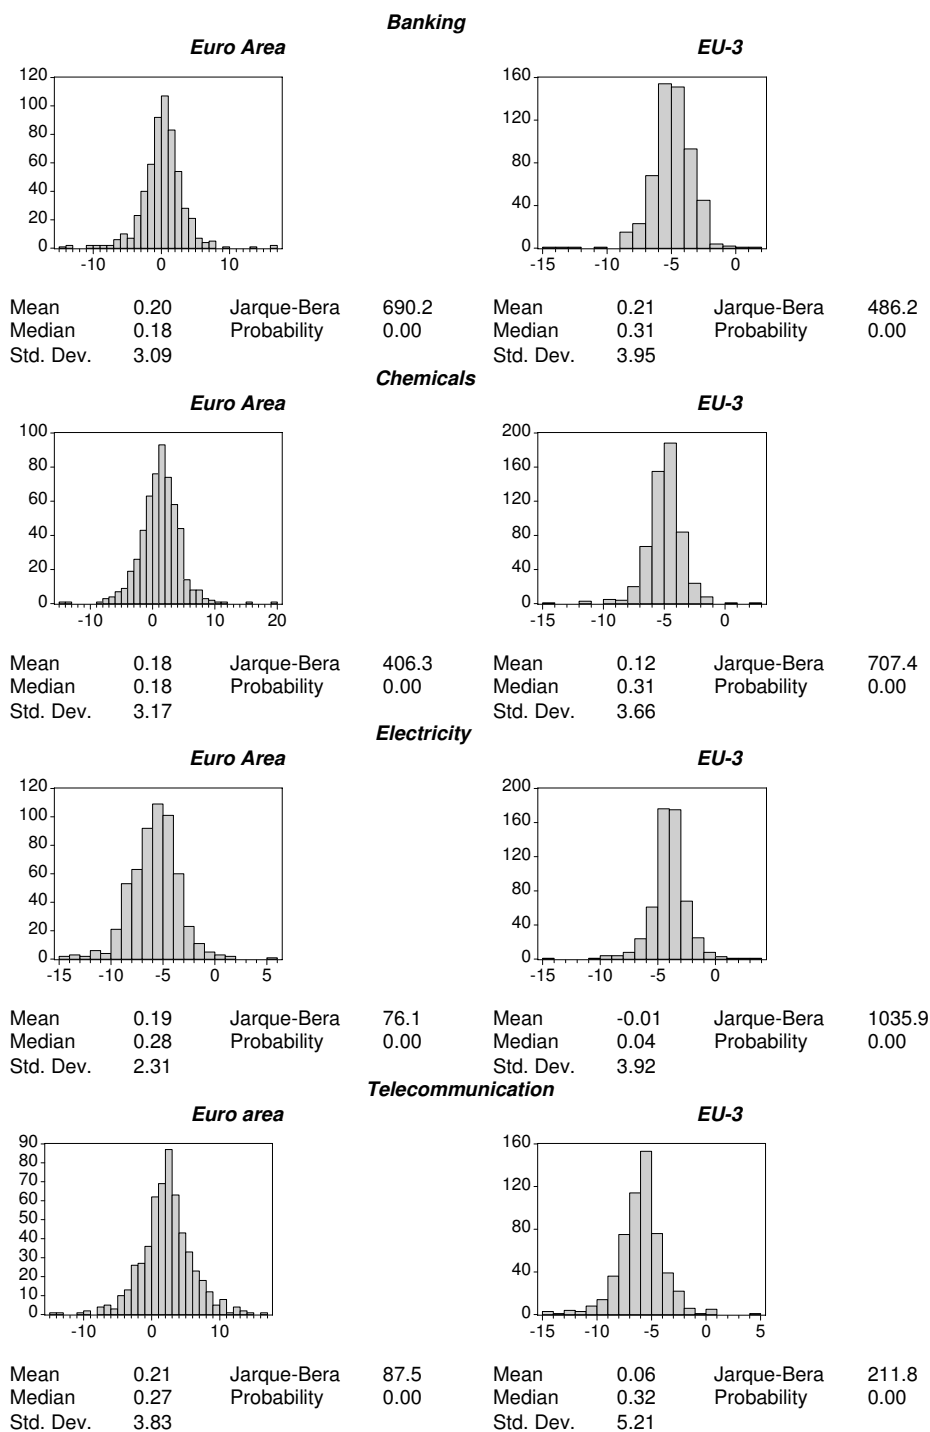 Banking
Euro Area EU-3
120 160
100
80 120
60 80
40 40
20
0 0
-10 0 10 -15 -10 -5 0
Mean 0.20 Jarque-Bera 690.2 Mean 0.21 Jarque-Bera 486.2
Median 0.18 Probability 0.00 Median 0.31 Probability 0.00
Std. Dev. 3.09 Std. Dev. 3.95
Chemicals
Euro Area EU-3
100 200
80 160
60 120
40 80
20 40
0 0
-10 0 10 20 -15 -10 -5 0
Mean 0.18 Jarque-Bera 406.3 Mean 0.12 Jarque-Bera 707.4
Median 0.18 Probability 0.00 Median 0.31 Probability 0.00
Std. Dev. 3.17 Std. Dev. 3.66
Electricity
Euro Area EU-3
120 200
100 160
80 120
60 80
40 40
20
0 0
-15 -10 -5 0 5 -15 -10 -5 0
Mean 0.19 Jarque-Bera 76.1 Mean -0.01 Jarque-Bera 1035.9
Median 0.28 Probability 0.00 Median 0.04 Probability 0.00
Std. Dev. 2.31 Std. Dev. 3.92
Telecommunication
Euro area EU-3
90 160
80
70 120
60
50 80
40
30 40
20
10
0 0
-10 0 10 -15 -10 -5 0 5
Mean 0.21 Jarque-Bera 87.5 Mean 0.06 Jarque-Bera 211.8
Median 0.27 Probability 0.00 Median 0.32 Probability 0.00
Std. Dev. 3.83 Std. Dev. 5.21